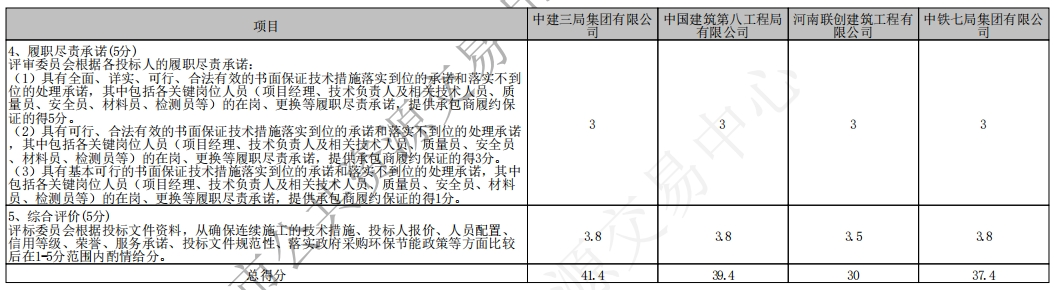 项目 中建三局集团有限公司 中国建筑第八工程局有限公司 河南联创建筑工程有限公司 中铁七局集团有限公司
4、履职尽责承诺(5分)
评审委员会根据各投标人的履职尽责承诺:
（1）具有全面、详实、可行、合法有效的书面保证技术措施落实到位的承诺和落实不到
位的处理承诺，其中包括各关键岗位人员（项目经理、技术负责人及相关技术人员、质
量员、安全员、材料员、检测员等）的在岗、更换等履职尽责承诺，提供承包商履约保
证的得5分。
（2）具有可行、合法有效的书面保证技术措施落实到位的承诺和落实不到位的处理承诺
，其中包括各关键岗位人员（项目经理、技术负责人及相关技术人员、质量员、安全员
、材料员、检测员等）的在岗、更换等履职尽责承诺，提供承包商履约保证的得3分。
（3）具有基本可行的书面保证技术措施落实到位的承诺和落实不到位的处理承诺，其中
包括各关键岗位人员（项目经理、技术负责人及相关技术人员、质量员、安全员、材料
员、检测员等）的在岗、更换等履职尽责承诺，提供承包商履约保证的得1分。
3 3 3 3
5、综合评价(5分)
评标委员会根据投标文件资料，从确保连续施工的技术措施、投标人报价、人员配置、
信用等级、荣誉、服务承诺、投标文件规范性、落实政府采购环保节能政策等方面比较
后在1-5分范围内酌情给分。
3.8 3.8 3.5 3.8
总得分 41.4 39.4 30 37.4
市公共资源交易中
源交易中心